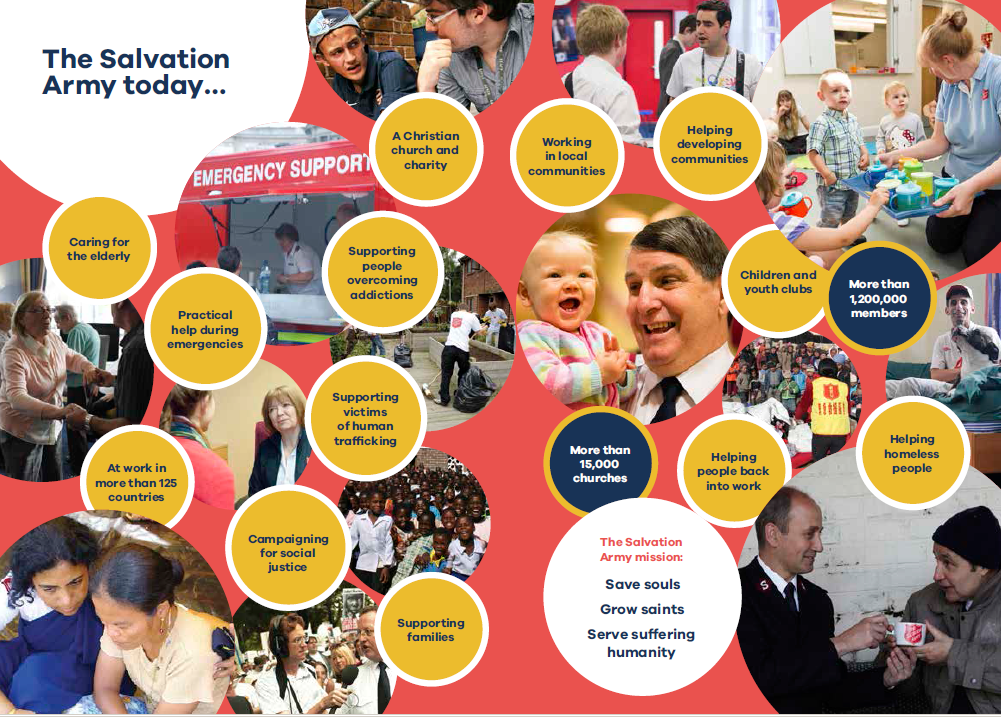 The Salvation
Army today...
EMERGENCY SUPPORT
A Christian
church and
charity
Working
in local
communities
Helping
developing
communities
Caring for
the elderly
Supporting
people
overcoming
addictions
Children and
youth clubs
More than
1,200,000
members
Practical
help during
emergencies
Supporting
victims
of human
trafficking
At work in
more than 125
countries
More than
15,000
churches
Helping
people back
into work
Helping
homeless
people
Campaigning
for social
justice
Supporting
families
The Salvation
Army mission:
Save souls
Grow saints
Serve suffering
humanity
S